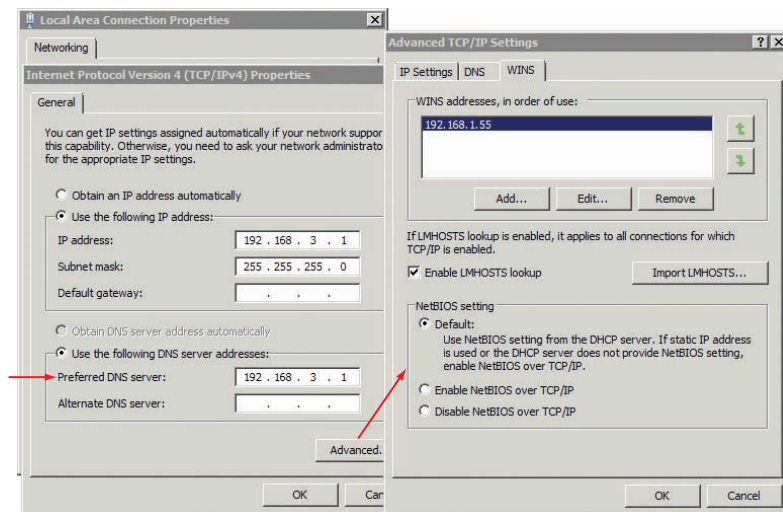 Local Area Connection Properties
Networking
Internet Protocol Version 4 (TCP/IPv4) Properties
General
You can get IP settings assigned automatically if your network suppor
this capability. Otherwise, you need to ask your network administrato
for the appropriate IP settings.
Obtain an IP address automatically
Use the following IP address:
IP address: 192 . 168 . 3 . 1
Subnet mask: 255 . 255 . 255 . 0
Default gateway: . . .
Obtain DNS server address automatically
Use the following DNS server addresses:
Preferred DNS server: 192 . 168 . 3 . 1
Alternate DNS server: . . .
Advanced.
OK Car
Advanced TCP/IP Settings
IP Settings DNS WINS
WINS addresses, in order of use:
192.168.1.55
Add... Edit... Remove
If LMHOSTS lookup is enabled, it applies to all connections for which
TCP/IP is enabled.
Enable LMHOSTS lookup Import LMHOSTS...
NetBIOS setting
Default:
Use NetBIOS setting from the DHCP server. If static IP address
is used or the DHCP server does not provide NetBIOS setting,
enable NetBIOS over TCP/IP.
Enable NetBIOS over TCP/IP
Disable NetBIOS over TCP/IP
OK Cancel